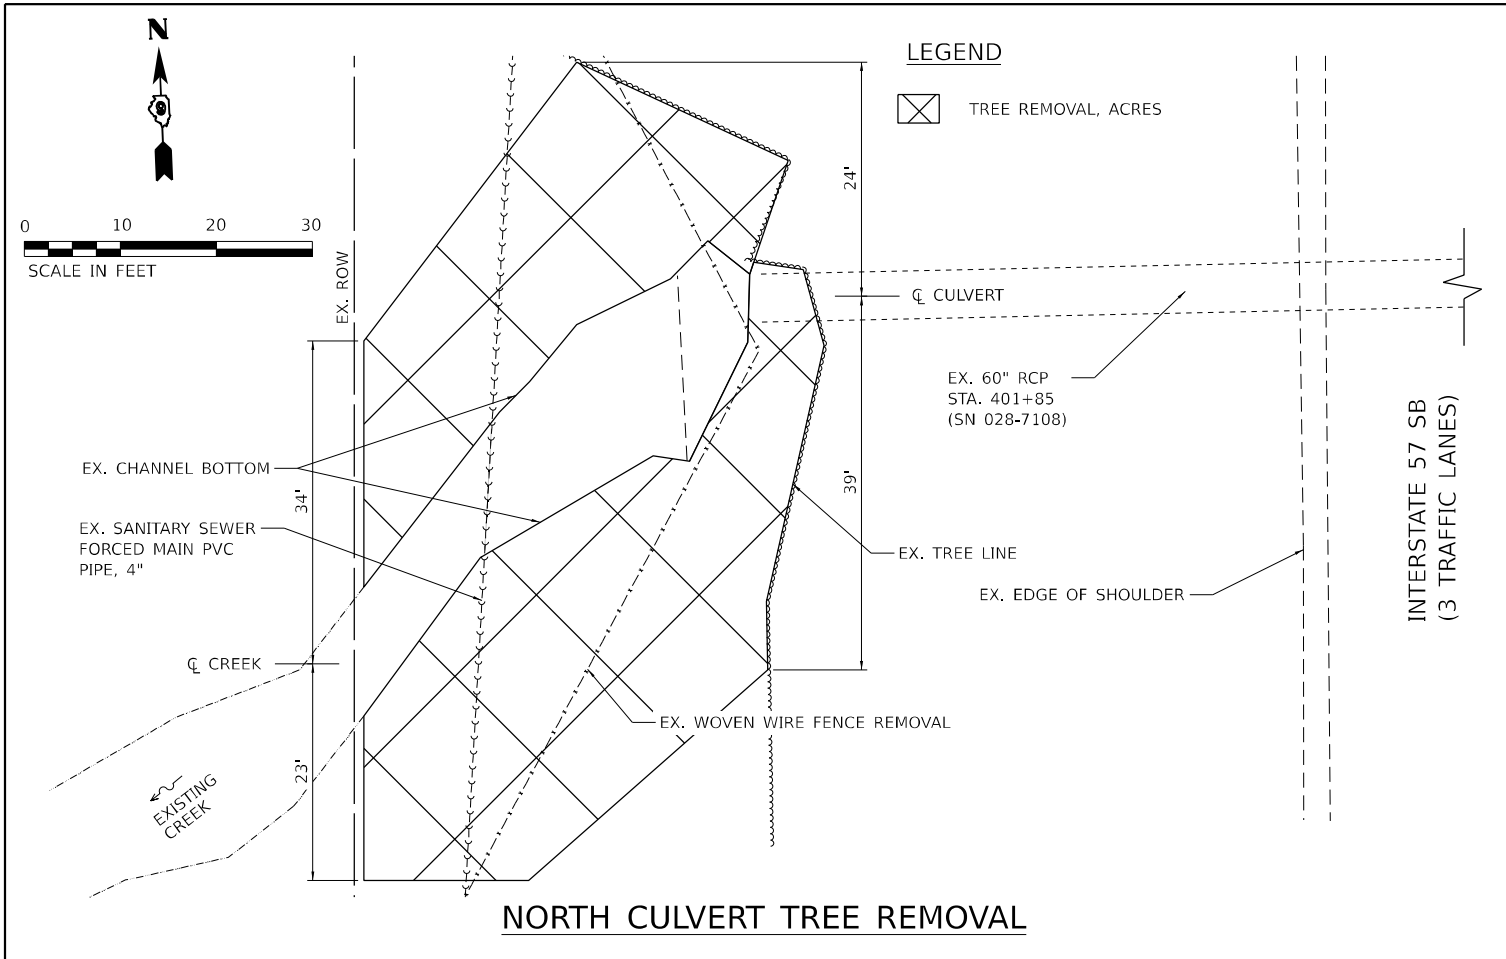 N
0 10 20 30
SCALE IN FEET
EX. ROW
LEGEND
TREE REMOVAL, ACRES
24'
℄ CULVERT
EX. 60" RCP
STA. 401+85
(SN 028-7108)
EX. CHANNEL BOTTOM
34'
39'
EX. SANITARY SEWER
FORCED MAIN PVC
PIPE, 4"
EX. TREE LINE
EX. EDGE OF SHOULDER
INTERSTATE 57 SB
(3 TRAFFIC LANES)
℄ CREEK
EX. WOVEN WIRE FENCE REMOVAL
23'
EXISTING
CREEK
NORTH CULVERT TREE REMOVAL